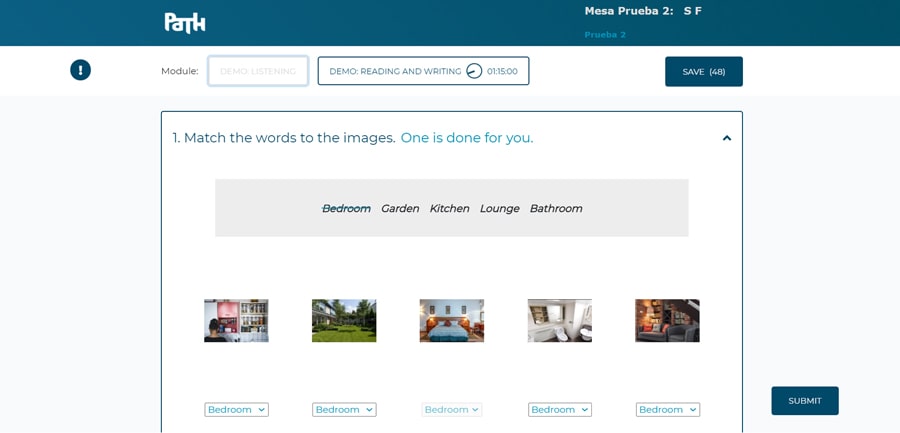 PaTH
Mesa Prueba 2: S F
Prueba 2
!
Module: DEMO: LISTENING DEMO: READING AND WRITING 01:15:00 SAVE (48)
1. Match the words to the images. One is done for you.
Bedroom Garden Kitchen Lounge Bathroom
Bedroom Bedroom Bedroom Bedroom Bedroom
SUBMIT